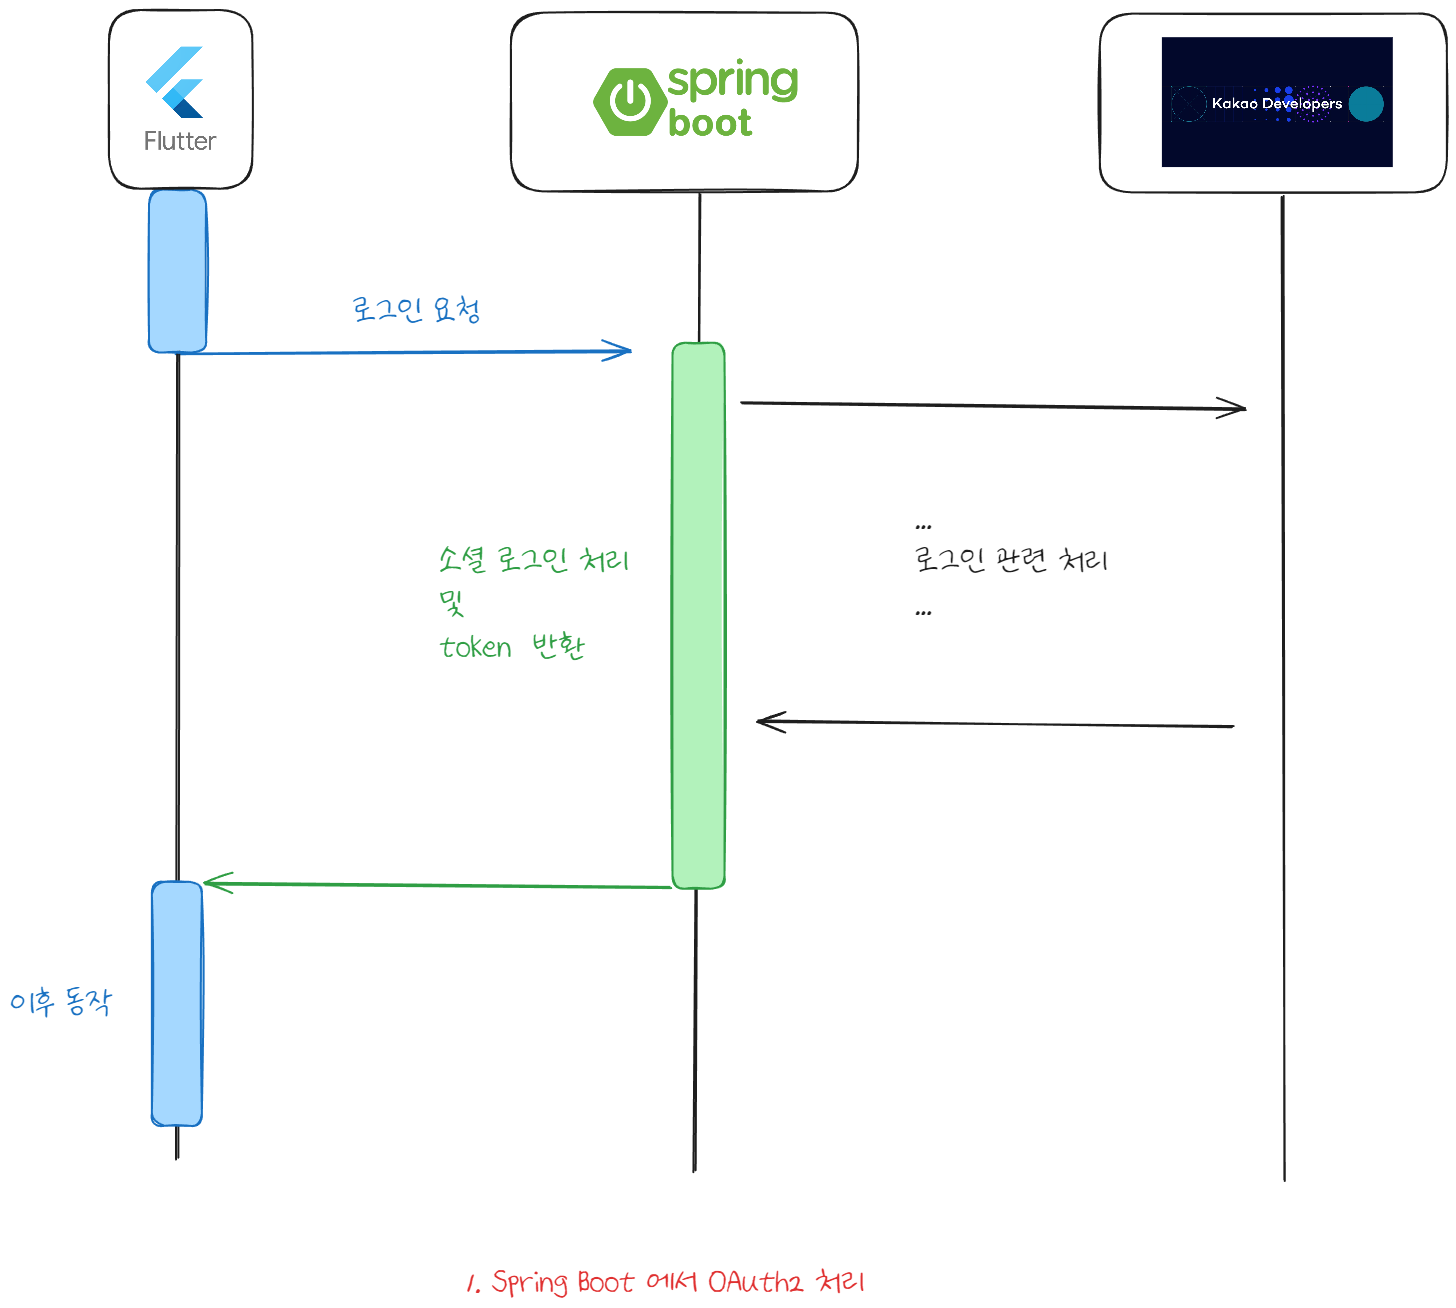 Flutter
spring
boot
Kakao Developers
로그인 요청
...
로그인 관련 처리
...
소셜 로그인 처리
및
token 반환
이후 동작
1. Spring Boot 에서 OAuth2 처리